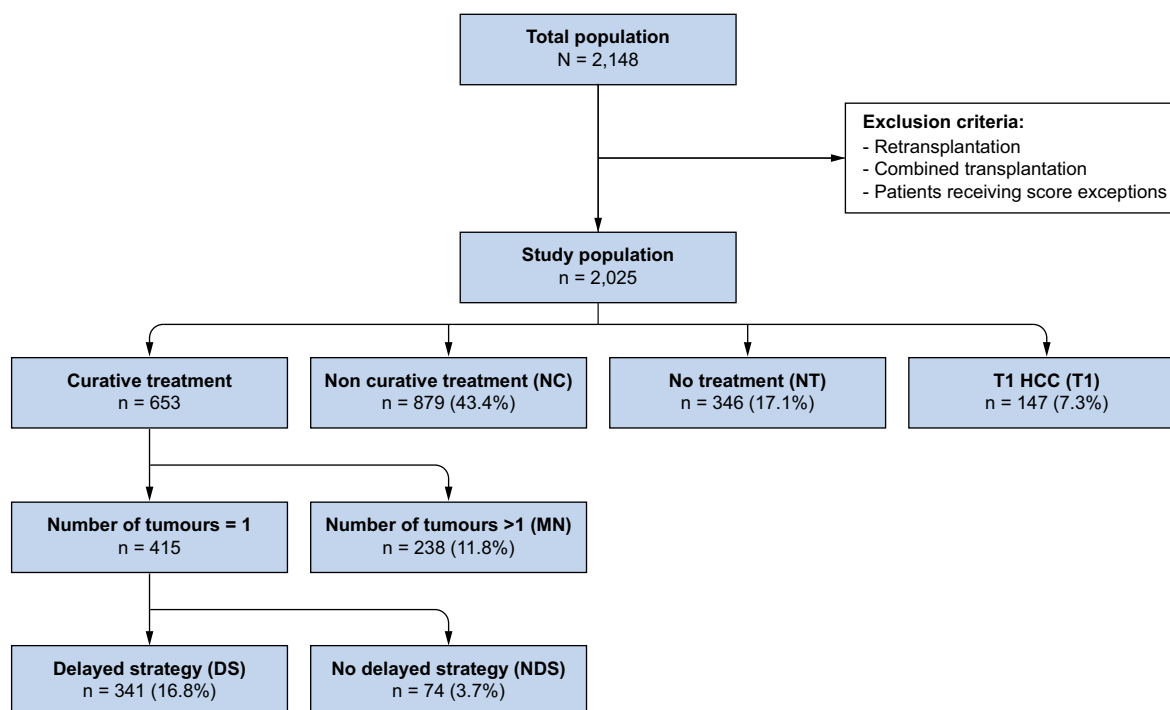 Total population
N = 2,148
Exclusion criteria:
- Retransplantation
- Combined transplantation
- Patients receiving score exceptions
Study population
n = 2,025
Curative treatment
n = 653
Non curative treatment (NC)
n = 879 (43.4%)
No treatment (NT)
n = 346 (17.1%)
T1 HCC (T1)
n = 147 (7.3%)
Number of tumours = 1
n = 415
Number of tumours >1 (MN)
n = 238 (11.8%)
Delayed strategy (DS)
n = 341 (16.8%)
No delayed strategy (NDS)
n = 74 (3.7%)